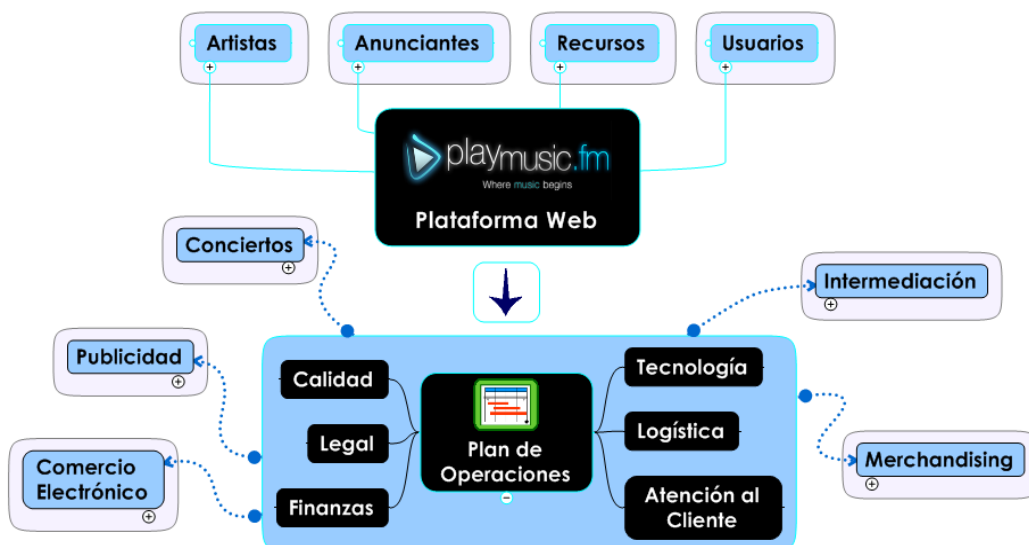 Artistas
Anunciantes
Recursos
Usuarios
playmusic.fm
Where music begins
Plataforma Web
Conciertos
Intermediación
Publicidad
Calidad
Tecnología
Legal
Plan de
Operaciones
Logística
Comercio
Electrónico
Merchandising
Finanzas
Atención al
Cliente